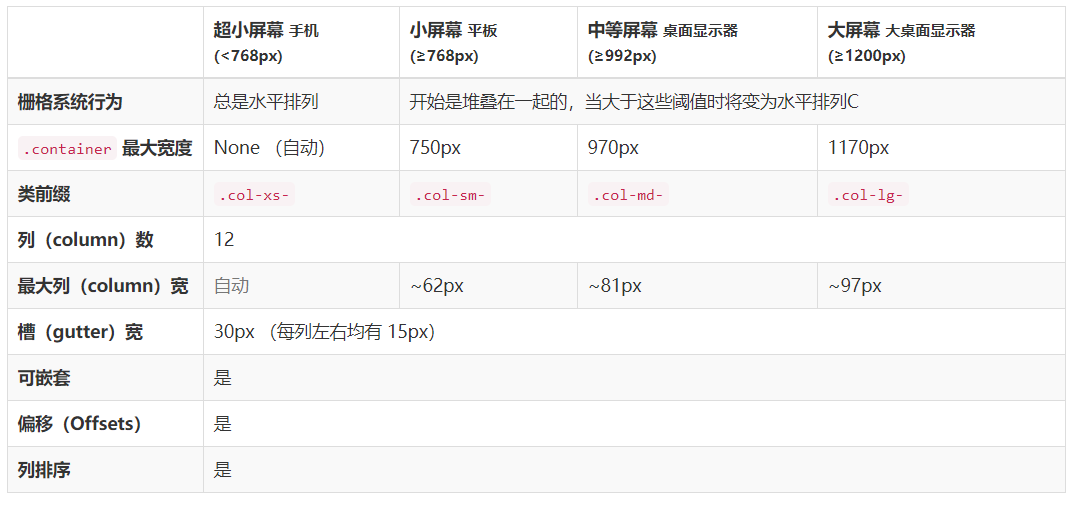 超小屏幕 手机 小屏幕 平板 中等屏幕 桌面显示器 大屏幕 大桌面显示器
(<768px) (≥768px) (≥992px) (≥1200px)
栅格系统行为 总是水平排列 开始是堆叠在一起的，当大于这些阈值时将变为水平排列C
.container 最大宽度 None （自动） 750px 970px 1170px
类前缀 .col-xs- .col-sm- .col-md- .col-lg-
列（column）数 12
最大列（column）宽 自动 ~62px ~81px ~97px
槽（gutter）宽 30px （每列左右均有 15px）
可嵌套 是
偏移（Offsets） 是
列排序 是